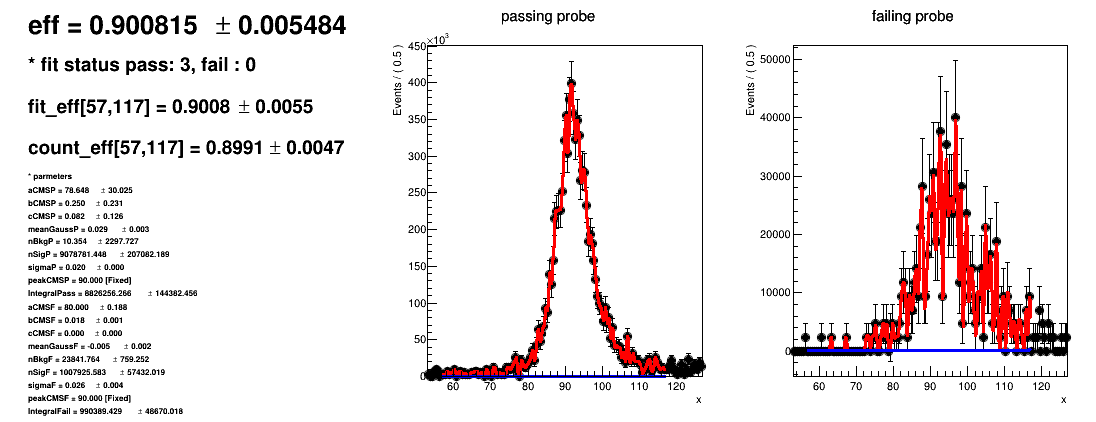 eff = 0.900815 ± 0.005484
* fit status pass: 3, fail : 0
fit_eff[57,117] = 0.9008 ± 0.0055
count_eff[57,117] = 0.8991 ± 0.0047
* parmeters
aCMSP = 78.648 ± 30.025
bCMSP = 0.250 ± 0.231
cCMSP = 0.082 ± 0.126
meanGaussP = 0.029 ± 0.003
nBkgP = 10.354 ± 2297.727
nSigP = 9078781.448 ± 207082.189
sigmaP = 0.020 ± 0.000
peakCMSP = 90.000 [Fixed]
IntegralPass = 8826256.266 ± 144382.456
aCMSF = 80.000 ± 0.188
bCMSF = 0.018 ± 0.001
cCMSF = 0.000 ± 0.000
meanGaussF = -0.005 ± 0.002
nBkgF = 23841.764 ± 759.252
nSigF = 1007925.583 ± 57432.019
sigmaF = 0.026 ± 0.004
peakCMSF = 90.000 [Fixed]
IntegralFail = 990389.429 ± 48670.018
passing probe
×10³
Events / ( 0.5 )
450
400
350
300
250
200
150
100
50
0
60 70 80 90 100 110 120
x
failing probe
Events / ( 0.5 )
50000
40000
30000
20000
10000
0
60 70 80 90 100 110 120
x